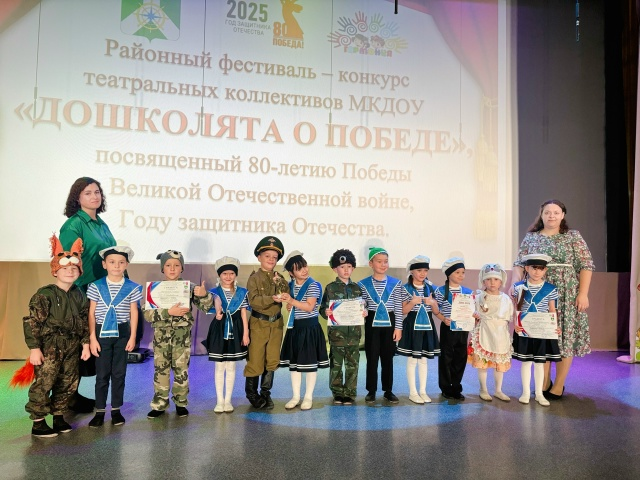 2025
ГОД ЗАЩИТНИКА
ОТЕЧЕСТВА
80
ПОБЕДА!
Районный фестиваль – конкурс
театральных коллективов МКДОУ
«ДОШКОЛЯТА О ПОБЕДЕ»,
посвященный 80-летию Победы
Великой Отечественной войне,
Году защитника Отечества.